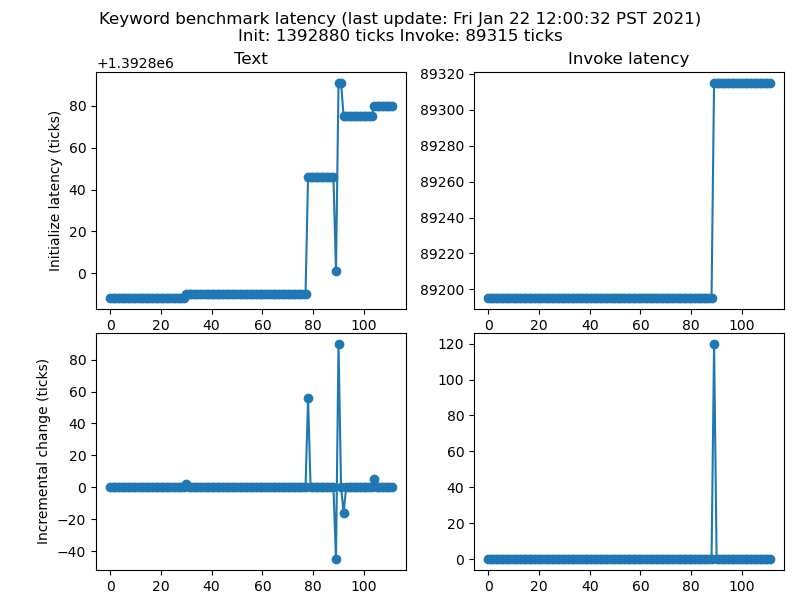 Keyword benchmark latency (last update: Fri Jan 22 12:00:32 PST 2021)
Init: 1392880 ticks Invoke: 89315 ticks
Text
Invoke latency
+1.3928e6
Initialize latency (ticks)
80
60
40
20
0
0 20 40 60 80 100
89320
89300
89280
89260
89240
89220
89200
0 20 40 60 80 100
Incremental change (ticks)
80
60
40
20
0
−20
−40
0 20 40 60 80 100
120
100
80
60
40
20
0
0 20 40 60 80 100